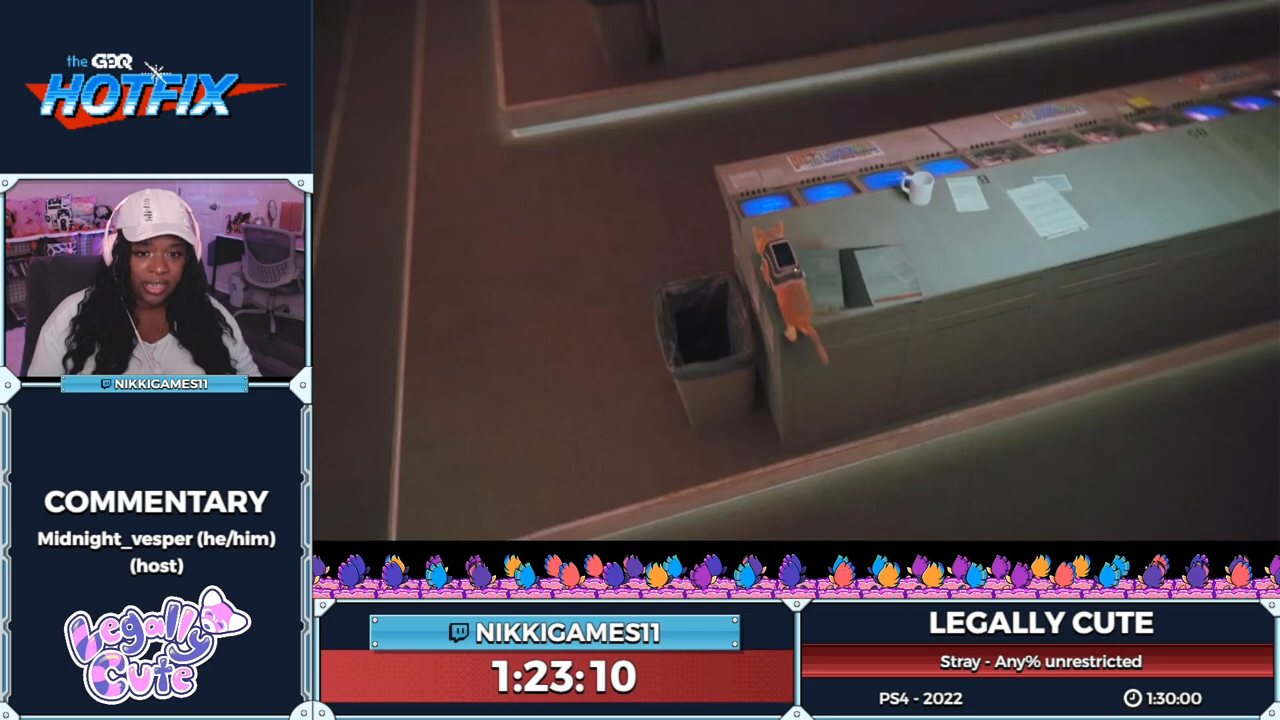 the GDQ
HOTFIX
NIKKIGAMES11
COMMENTARY
Midnight_vesper (he/him)
(host)
Legally
Cute
NIKKIGAMES11
1:23:10
LEGALLY CUTE
Stray - Any% unrestricted
PS4 - 2022
1:30:00